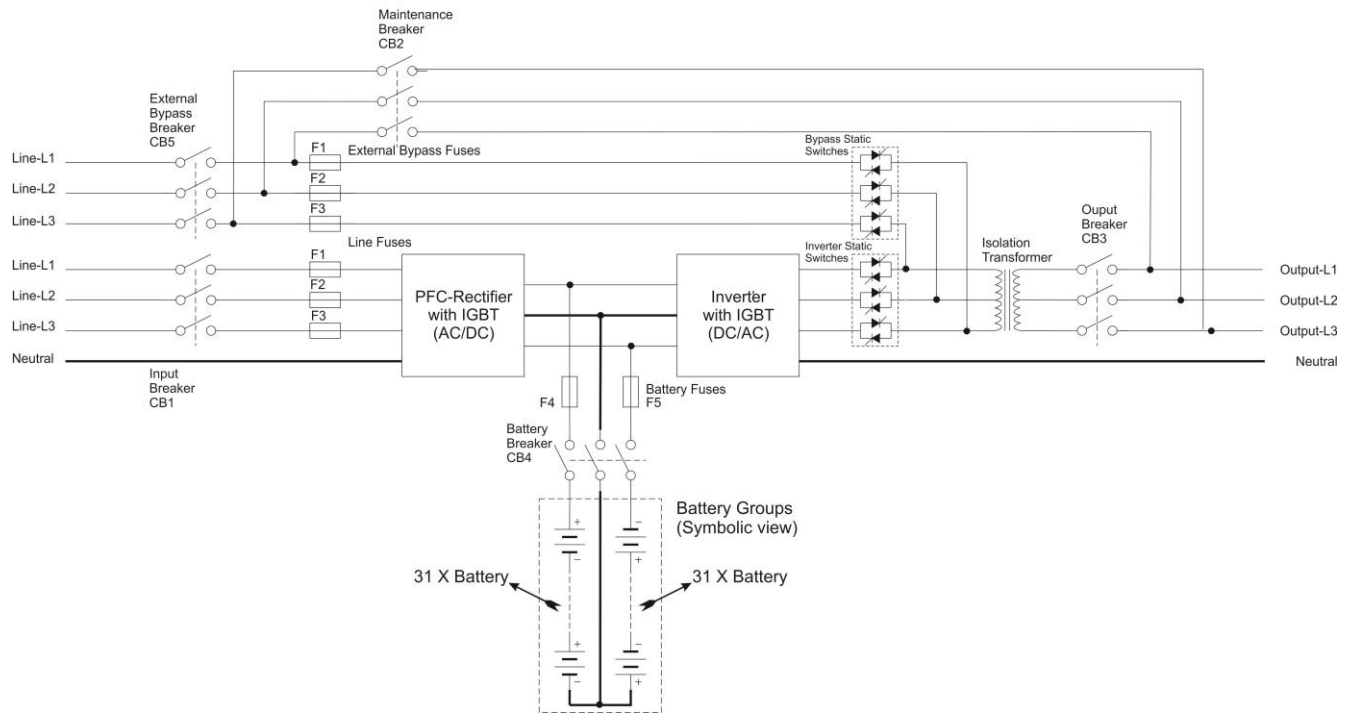 Maintenance
Breaker
CB2
External
Bypass
Breaker
CB5
Line-L1
Line-L2
Line-L3
F1
External Bypass Fuses
F2
F3
Bypass Static
Switches
Line Fuses
Line-L1
Line-L2
Line-L3
Neutral
F1
F2
F3
Input
Breaker
CB1
PFC-Rectifier
with IGBT
(AC/DC)
Inverter
with IGBT
(DC/AC)
Inverter Static
Switches
Isolation
Transformer
Ouput
Breaker
CB3
Output-L1
Output-L2
Output-L3
Neutral
F4
Battery Fuses
F5
Battery
Breaker
CB4
Battery Groups
(Symbolic view)
+
-
-
+
31 X Battery
31 X Battery
+
-
-
+